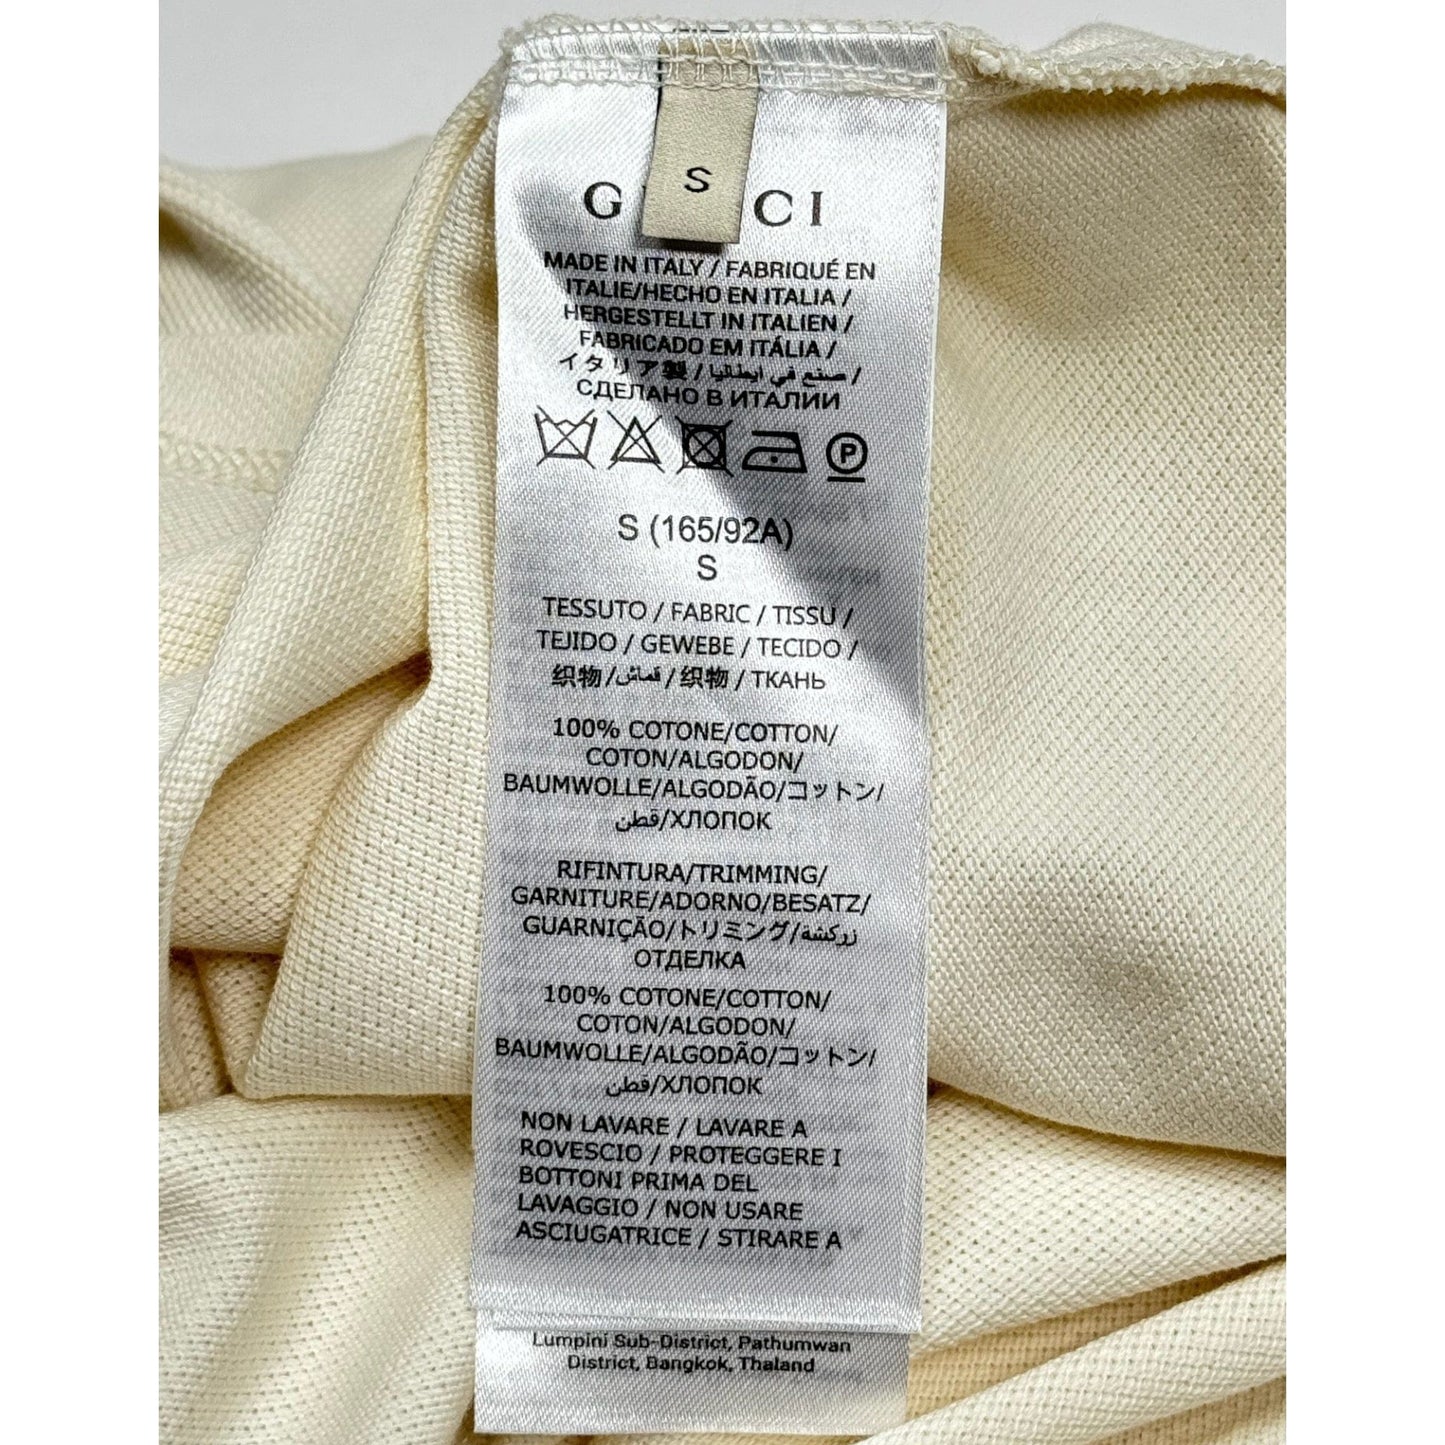 S
G CI
MADE IN ITALY / FABRIQUÉ EN
ITALIE/HECHO EN ITALIA /
HERGESTELLT IN ITALIEN /
FABRICADO EM ITÁLIA /
イタリア製 / صنع في ايطاليا /
СДЕЛАНО В ИТАЛИИ
P
S (165/92A)
S
TESSUTO / FABRIC / TISSU /
TEJIDO / GEWEBE / TECIDO /
织物 / قماش / 织物 / ТКАНЬ
100% COTONE/COTTON/
COTON/ALGODON/
BAUMWOLLE/ALGODÃO/コットン/
قطن/ХЛОПОК
RIFINTURA/TRIMMING/
GARNITURE/ADORNO/BESATZ/
GUARNIÇÃO/トリミング/زركشة
ОТДЕЛКА
100% COTONE/COTTON/
COTON/ALGODON/
BAUMWOLLE/ALGODÃO/コットン/
قطن/ХЛОПОК
NON LAVARE / LAVARE A
ROVESCIO / PROTEGGERE I
BOTTONI PRIMA DEL
LAVAGGIO / NON USARE
ASCIUGATRICE / STIRARE A
Lumpini Sub-District, Pathumwan
District, Bangkok, Thaland